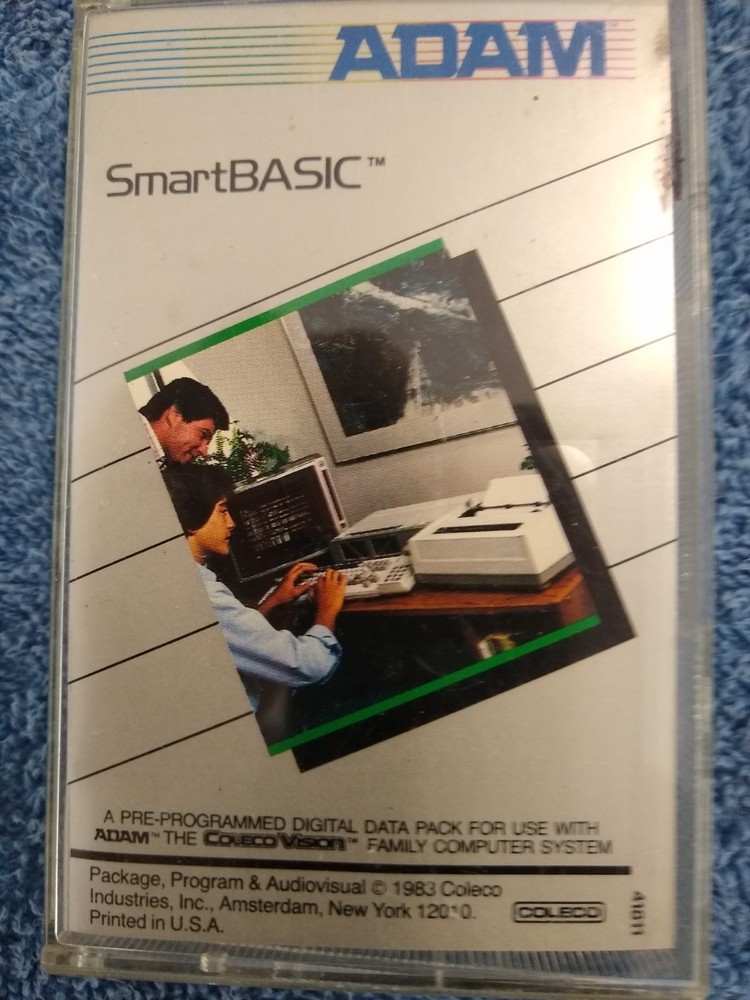 ADAM™
SmartBASIC™
A PRE-PROGRAMMED DIGITAL DATA PACK FOR USE WITH
ADAM™ THE COLECOVISION™ FAMILY COMPUTER SYSTEM
Package, Program & Audiovisual © 1983 Coleco
Industries, Inc., Amsterdam, New York 12010.
Printed in U.S.A.
COLECO
41011